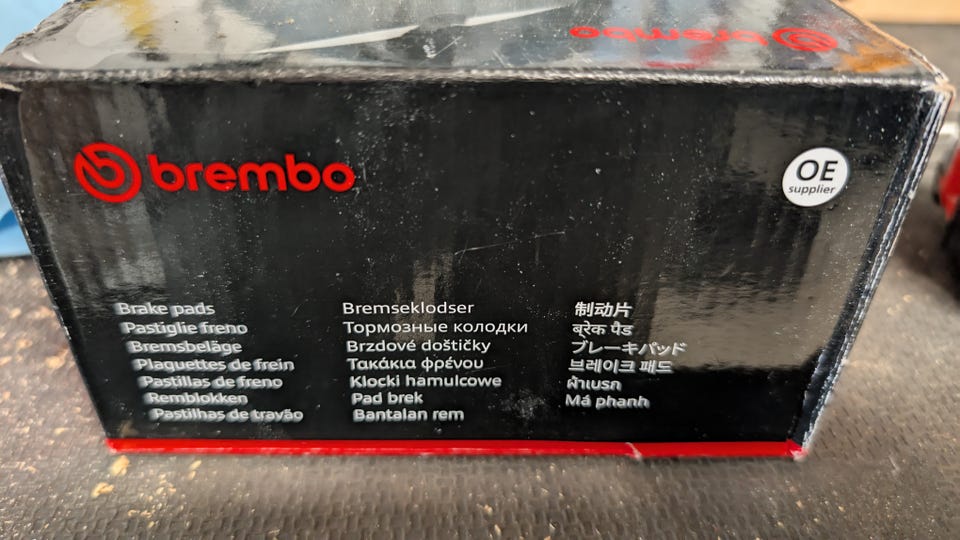 brembo
brembo
OE
supplier
Brake pads
Pastiglie freno
Bremsbeläge
Plaquettes de frein
Pastillas de freno
Remblokken
Pastilhas de travão
Bremseklodser
Тормозные колодки
Brzdové doštičky
Τακάκια φρένου
Klocki hamulcowe
Pad brek
Bantalan rem
制动片
ब्रेक पैड
ブレーキパッド
브레이크 패드
ผ้าเบรก
Má phanh